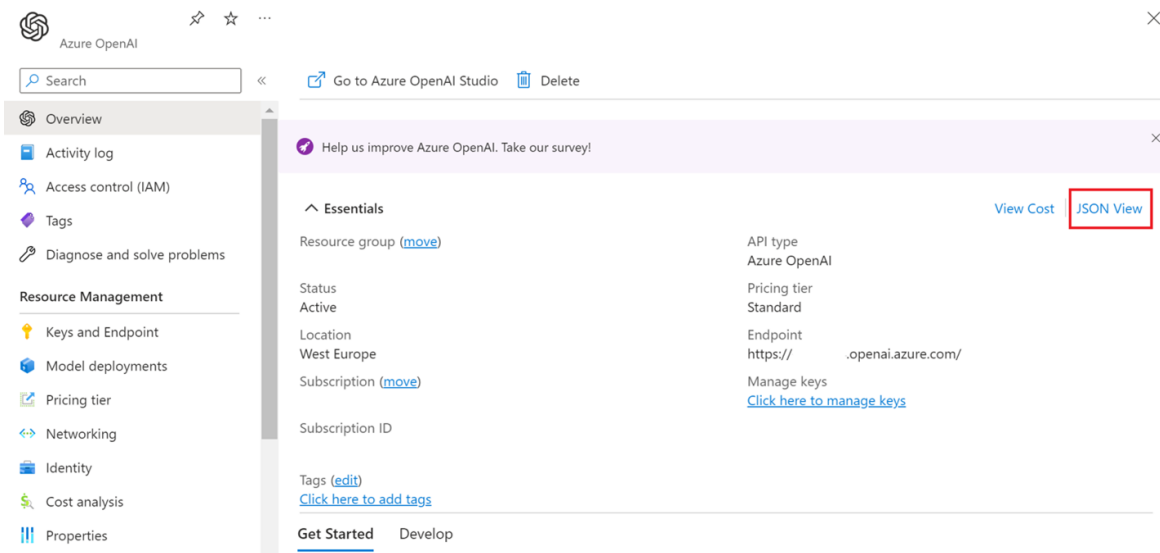 Azure OpenAI
Search
«
Go to Azure OpenAI Studio
Delete
Overview
Activity log
Access control (IAM)
Tags
Diagnose and solve problems
Resource Management
Keys and Endpoint
Model deployments
Pricing tier
Networking
Identity
Cost analysis
Properties
Help us improve Azure OpenAI. Take our survey!
Essentials
View Cost
JSON View
Resource group (move)
Status
Active
Location
West Europe
Subscription (move)
Subscription ID
Tags (edit)
Click here to add tags
API type
Azure OpenAI
Pricing tier
Standard
Endpoint
https:// .openai.azure.com/
Manage keys
Click here to manage keys
Get Started
Develop